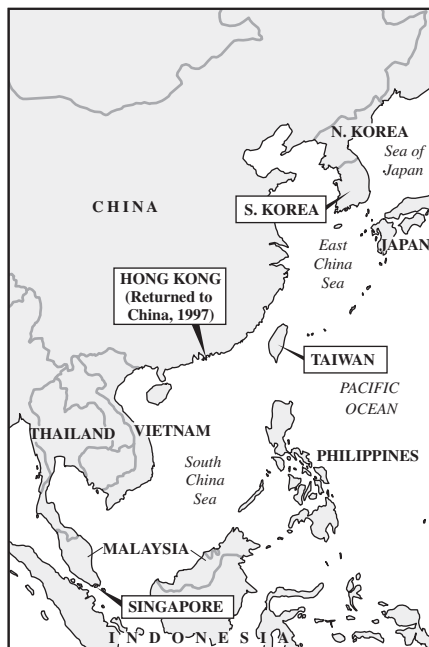 N. KOREA
Sea of
Japan
CHINA
S. KOREA
East
China
Sea
JAPAN
HONG KONG
(Returned to
China, 1997)
TAIWAN
PACIFIC
OCEAN
THAILAND
VIETNAM
PHILIPPINES
South
China
Sea
MALAYSIA
SINGAPORE
INDONESIA